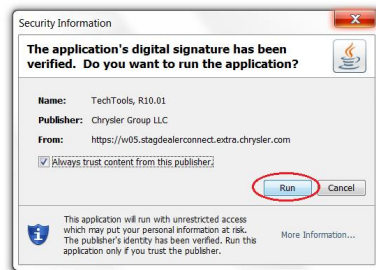 Security Information
The application's digital signature has been
verified. Do you want to run the application?
Name: TechTools, R10.01
Publisher: Chrysler Group LLC
From: https://w05.stagdealerconnect.extra.chrysler.com
Always trust content from this publisher.
Run Cancel
This application will run with unrestricted access
which may put your personal information at risk.
The publisher's identity has been verified. Run this
application only if you trust the publisher.
More Information...